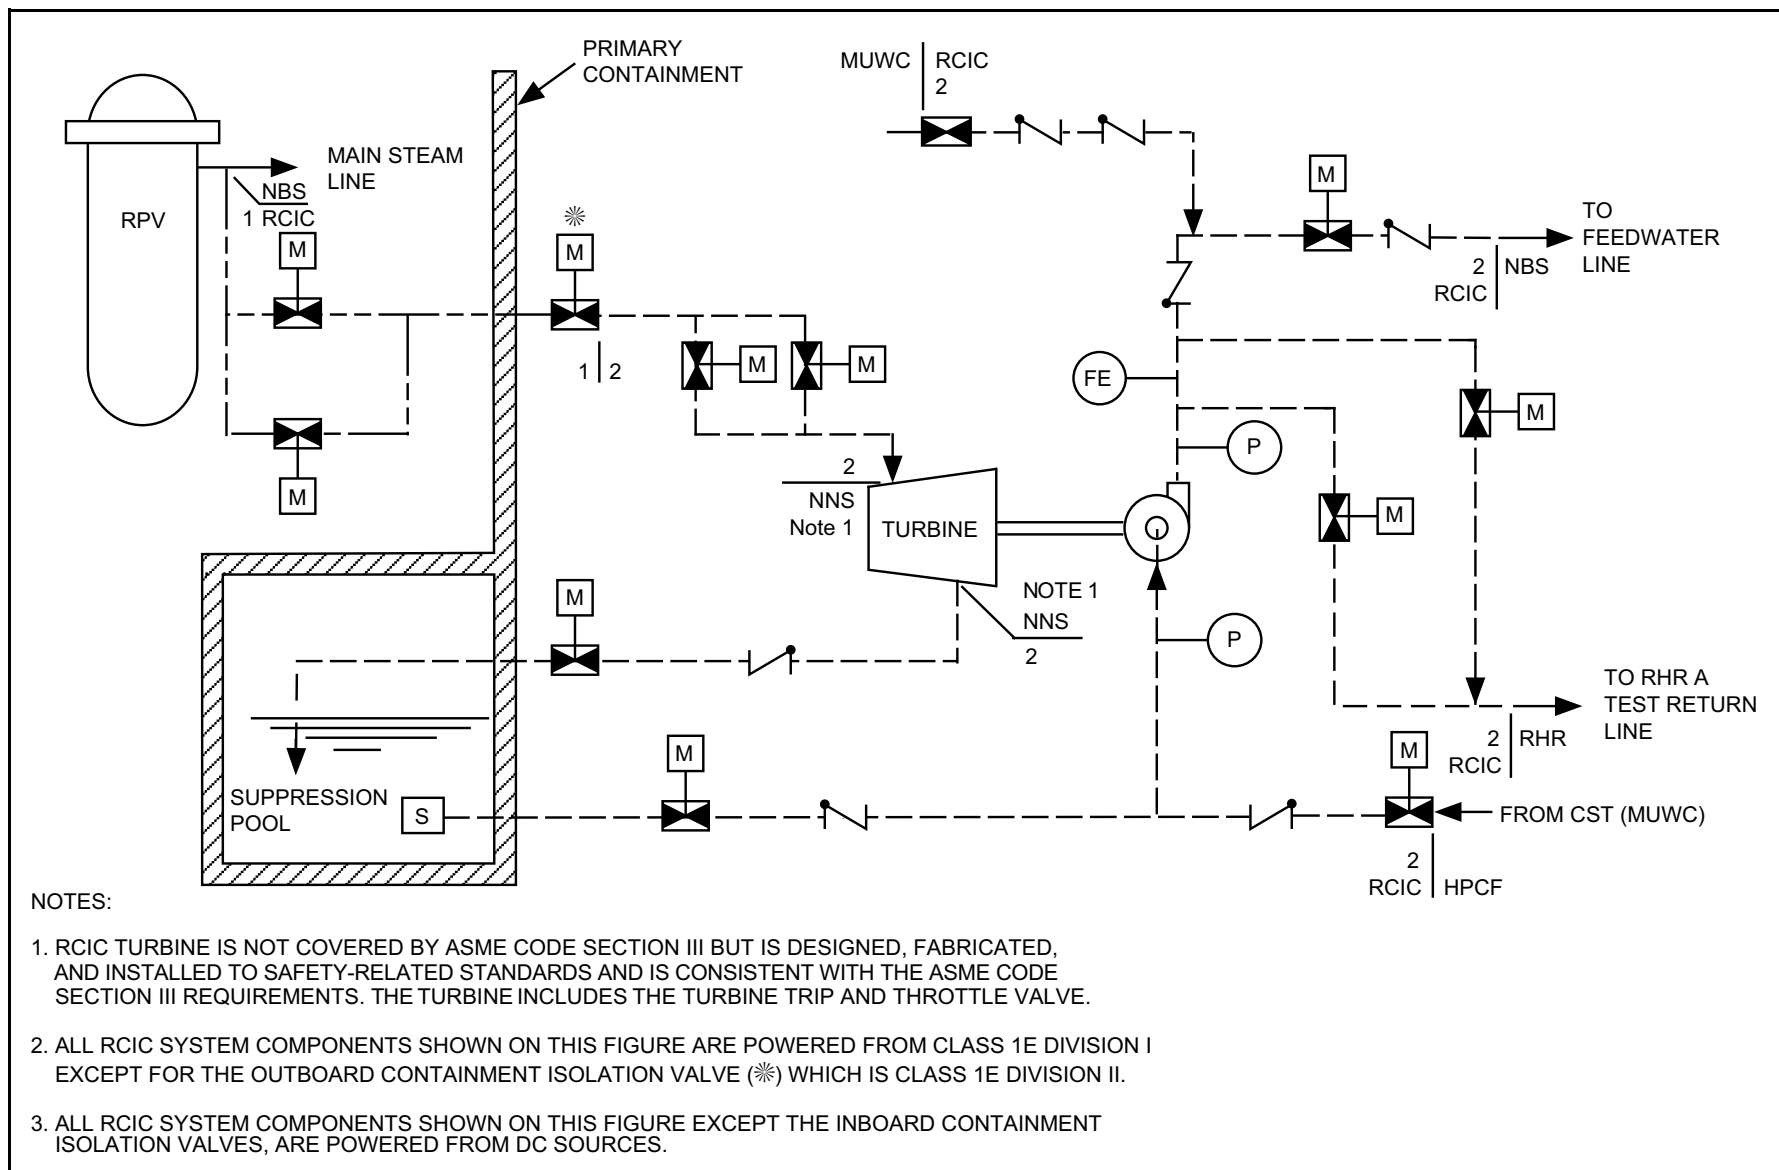 PRIMARY
CONTAINMENT
MUWC
RCIC
2
MAIN STEAM
LINE
NBS
1 RCIC
RPV
M
M
M
M
TO
FEEDWATER
LINE
2
NBS
RCIC
1
2
M
M
FE
M
P
M
2
NNS
Note 1
TURBINE
M
NOTE 1
NNS
2
P
M
TO RHR A
TEST RETURN
LINE
2
RHR
RCIC
M
M
SUPPRESSION
POOL
S
FROM CST (MUWC)
2
RCIC
HPCF
NOTES:
1. RCIC TURBINE IS NOT COVERED BY ASME CODE SECTION III BUT IS DESIGNED, FABRICATED,
AND INSTALLED TO SAFETY-RELATED STANDARDS AND IS CONSISTENT WITH THE ASME CODE
SECTION III REQUIREMENTS. THE TURBINE INCLUDES THE TURBINE TRIP AND THROTTLE VALVE.
2. ALL RCIC SYSTEM COMPONENTS SHOWN ON THIS FIGURE ARE POWERED FROM CLASS 1E DIVISION I
EXCEPT FOR THE OUTBOARD CONTAINMENT ISOLATION VALVE (✺) WHICH IS CLASS 1E DIVISION II.
3. ALL RCIC SYSTEM COMPONENTS SHOWN ON THIS FIGURE EXCEPT THE INBOARD CONTAINMENT
ISOLATION VALVES, ARE POWERED FROM DC SOURCES.